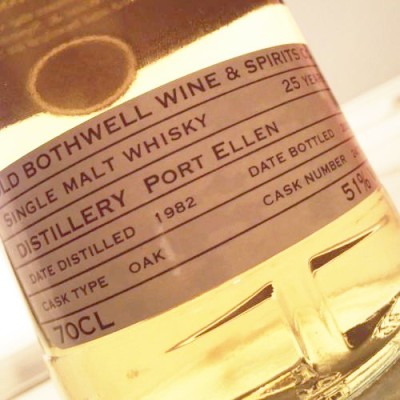 LD BOTHWELL WINE & SPIRITS
SINGLE MALT WHISKY 25 YEARS
DISTILLERY PORT ELLEN
DATE DISTILLED 1982 DATE BOTTLED
CASK TYPE OAK CASK NUMBER
70CL 51%